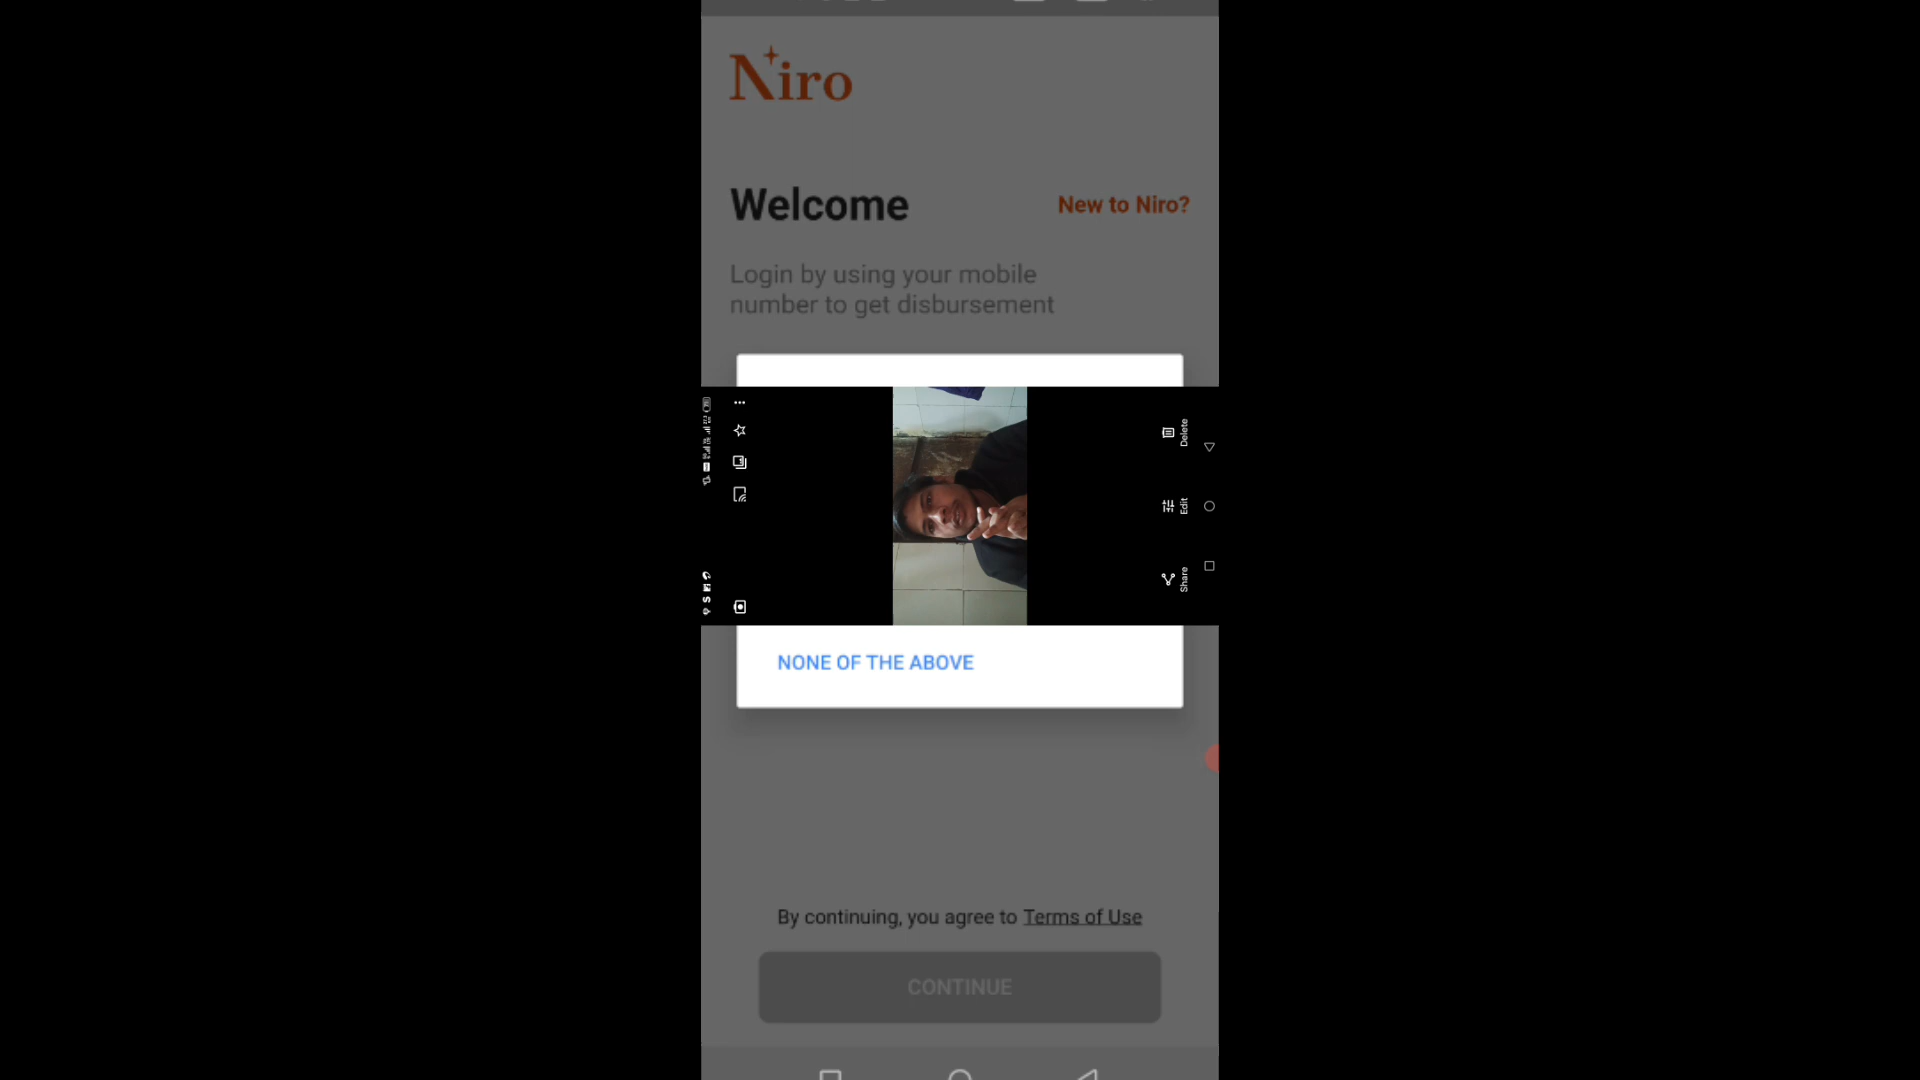 Niro
Welcome
New to Niro?
Login by using your mobile
number to get disbursement
Delete
Edit
Share
NONE OF THE ABOVE
By continuing, you agree to Terms of Use
CONTINUE